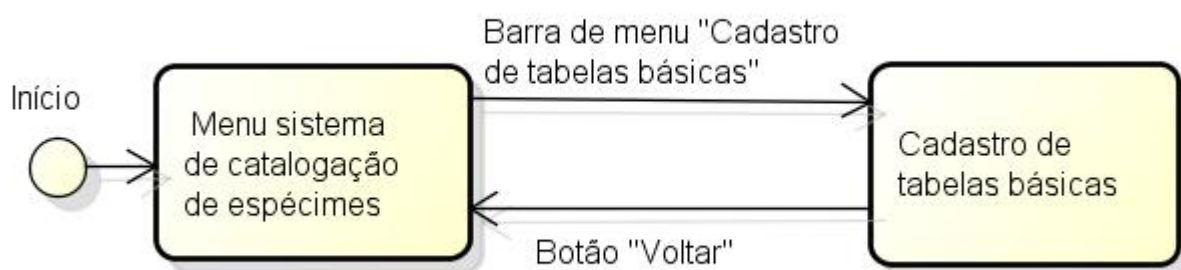 Barra de menu "Cadastro
de tabelas básicas"
Início
Menu sistema
de catalogação
de espécimes
Cadastro de
tabelas básicas
Botão "Voltar"